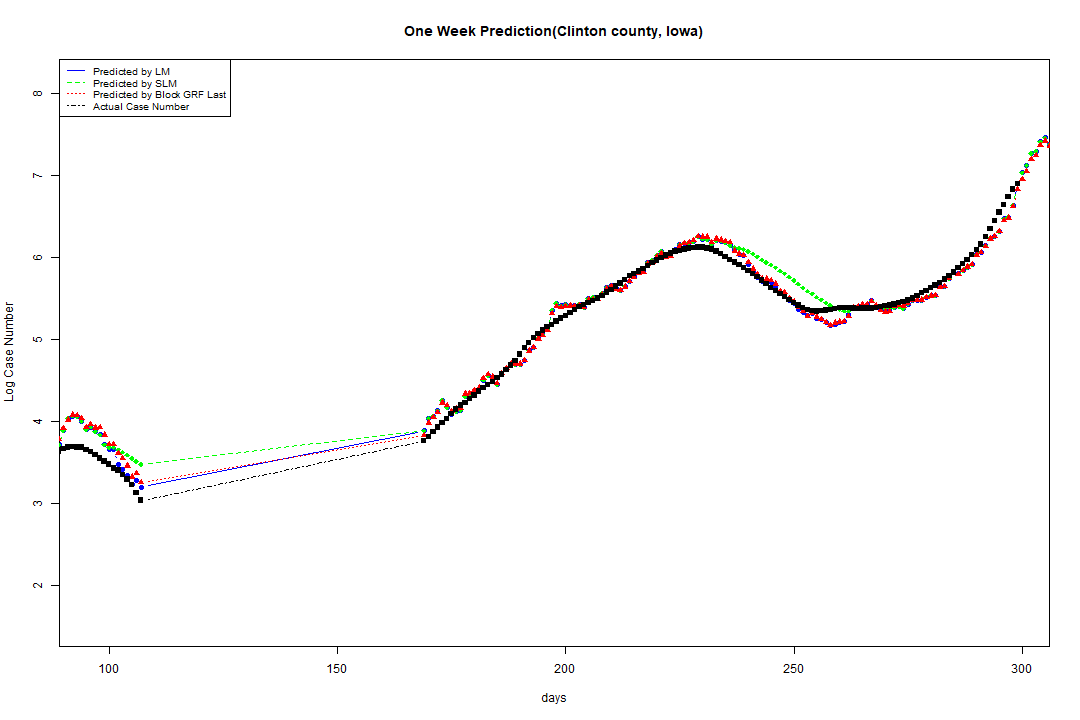 One Week Prediction(Clinton county, Iowa)
Predicted by LM
Predicted by SLM
Predicted by Block GRF Last
Actual Case Number
8
7
6
5
4
3
2
Log Case Number
100 150 200 250 300
days